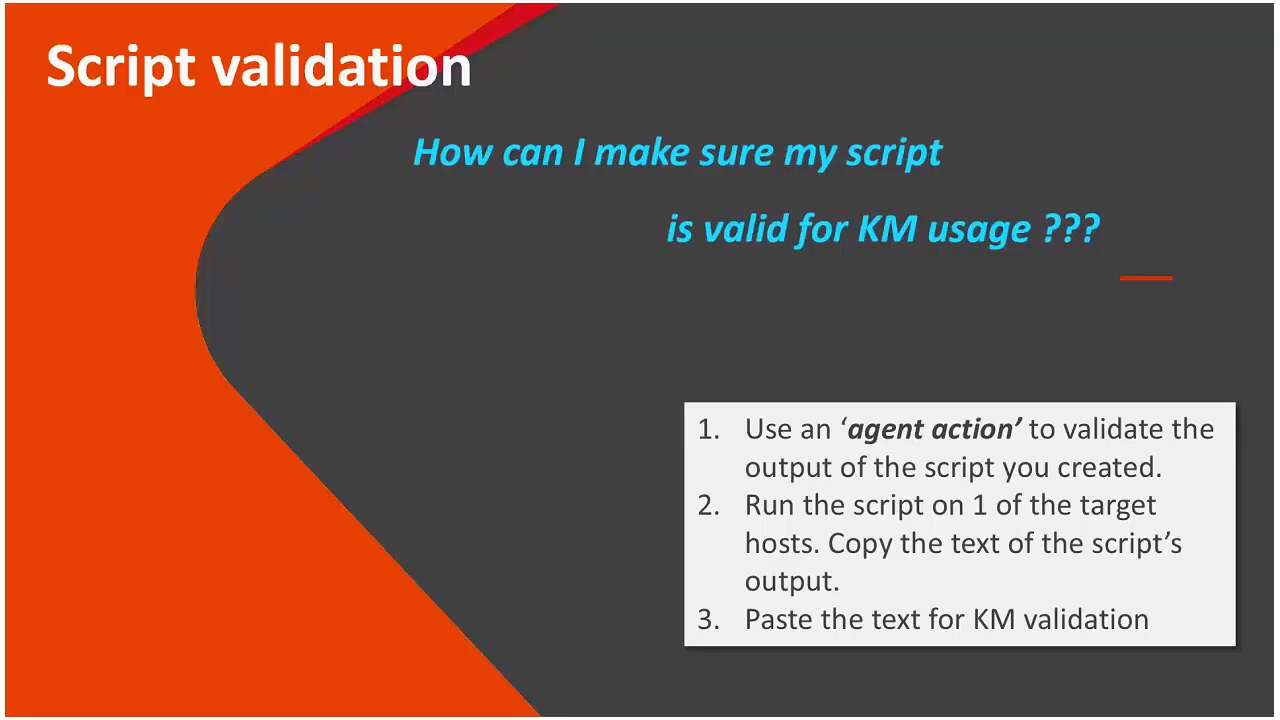 Script validation
How can I make sure my script
is valid for KM usage ???
1. Use an ‘agent action’ to validate the
output of the script you created.
2. Run the script on 1 of the target
hosts. Copy the text of the script’s
output.
3. Paste the text for KM validation